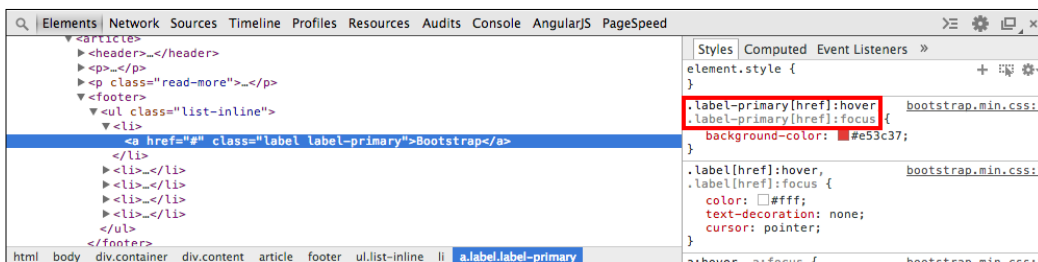 Elements Network Sources Timeline Profiles Resources Audits Console AngularJS PageSpeed
▼<article>
▶<header>…</header>
▶<p>…</p>
▶<p class="read-more">…</p>
▼<footer>
▼<ul class="list-inline">
▼<li>
<a href="#" class="label label-primary">Bootstrap</a>
</li>
▶<li>…</li>
▶<li>…</li>
▶<li>…</li>
▶<li>…</li>
</ul>
</footer>
html body div.container div.content article footer ul.list-inline li a.label.label-primary
Styles Computed Event Listeners »
element.style {
}
.label-primary[href]:hover bootstrap.min.css:
.label-primary[href]:focus {
background-color: #e53c37;
}
.label[href]:hover, bootstrap.min.css:
.label[href]:focus {
color: #fff;
text-decoration: none;
cursor: pointer;
}
a:hover, a:focus { bootstrap.min.css: